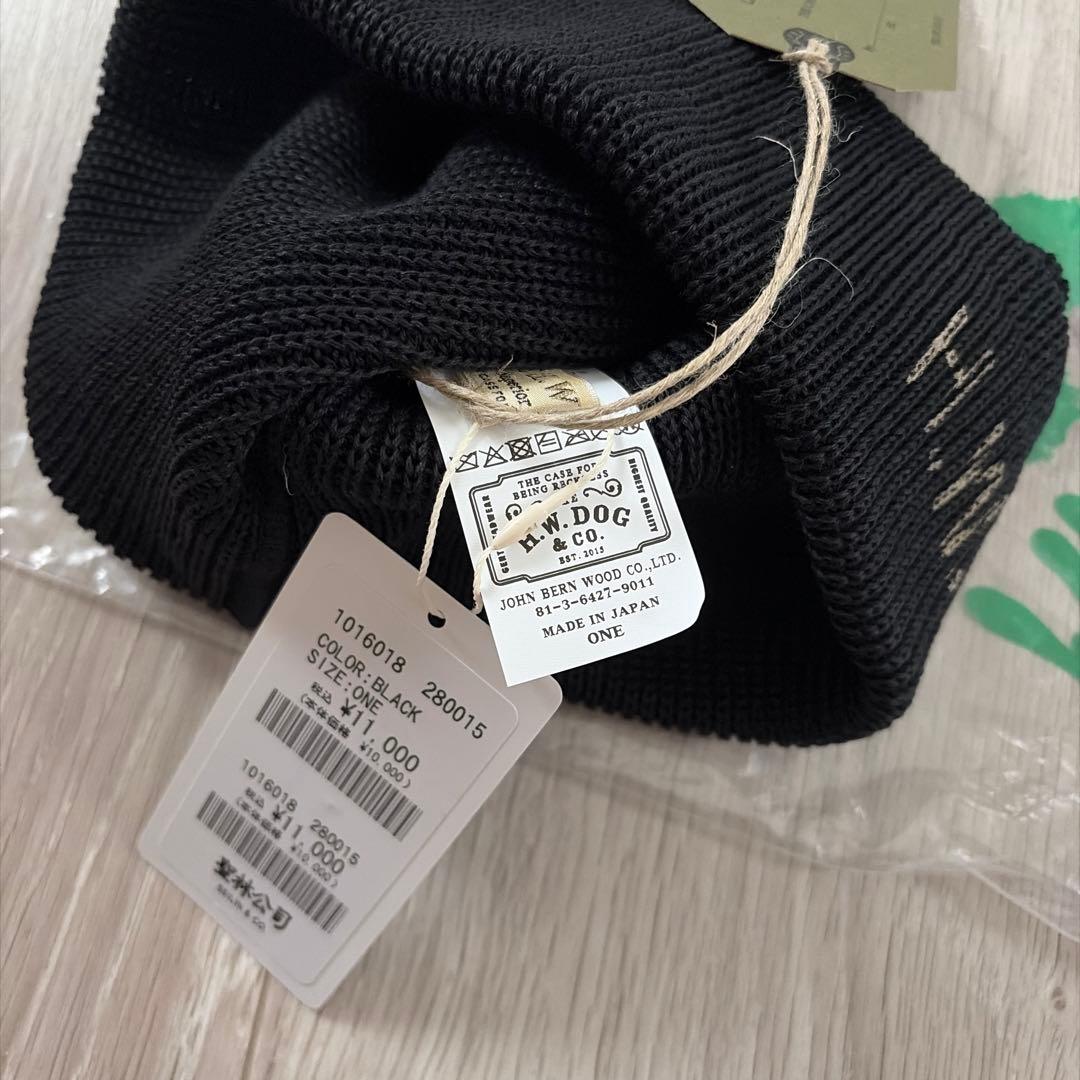 H.W
THE CASE FOR
BEING RECKLESS
THE
H.W.DOG
& CO.
EST.2015
HIGHEST QUALITY
JOHN BERN WOOD CO.,LTD.
81-3-6427-9011
MADE IN JAPAN
ONE
1016018 280015
COLOR:BLACK
SIZE:ONE
税込 ¥11,000
(本体価格 ¥10,000)
1016018 280015
税込 ¥11,000
(本体価格 ¥10,000)